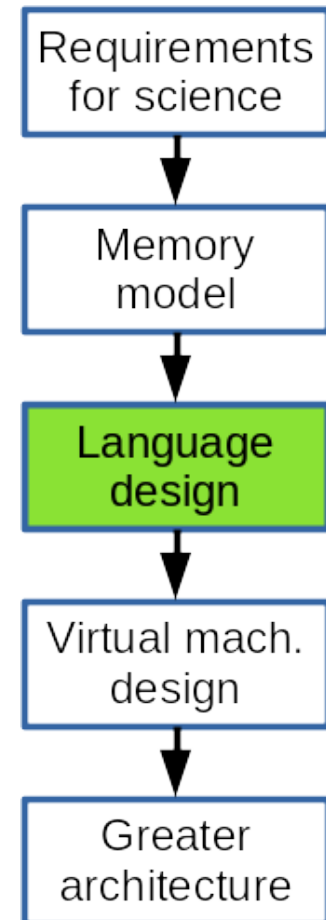 Requirements
for science
Memory
model
Language
design
Virtual mach.
design
Greater
architecture